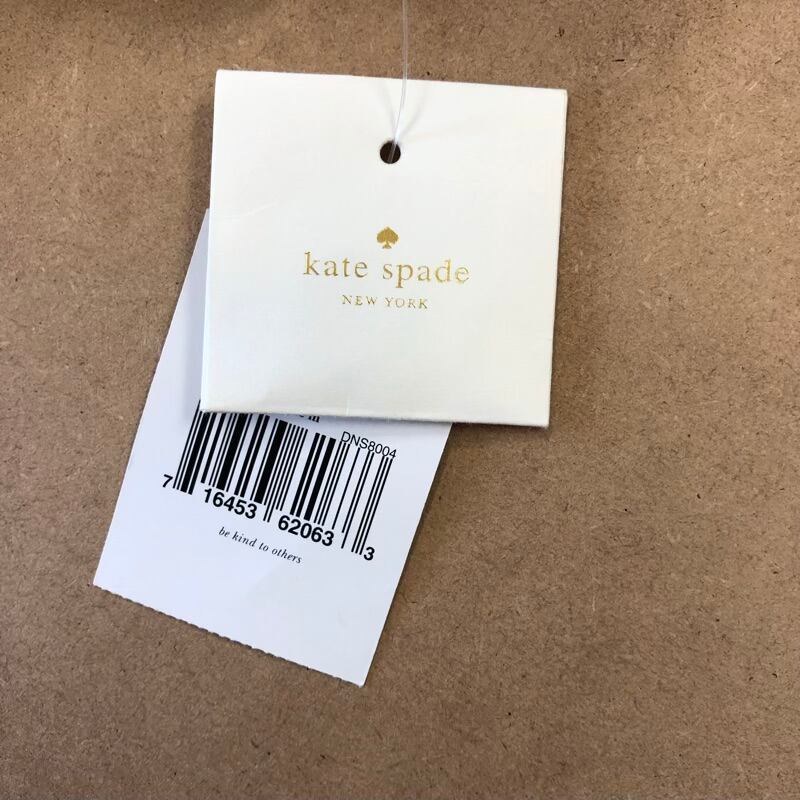 kate spade
NEW YORK
DNS8004
7 16453 62063 3
be kind to others